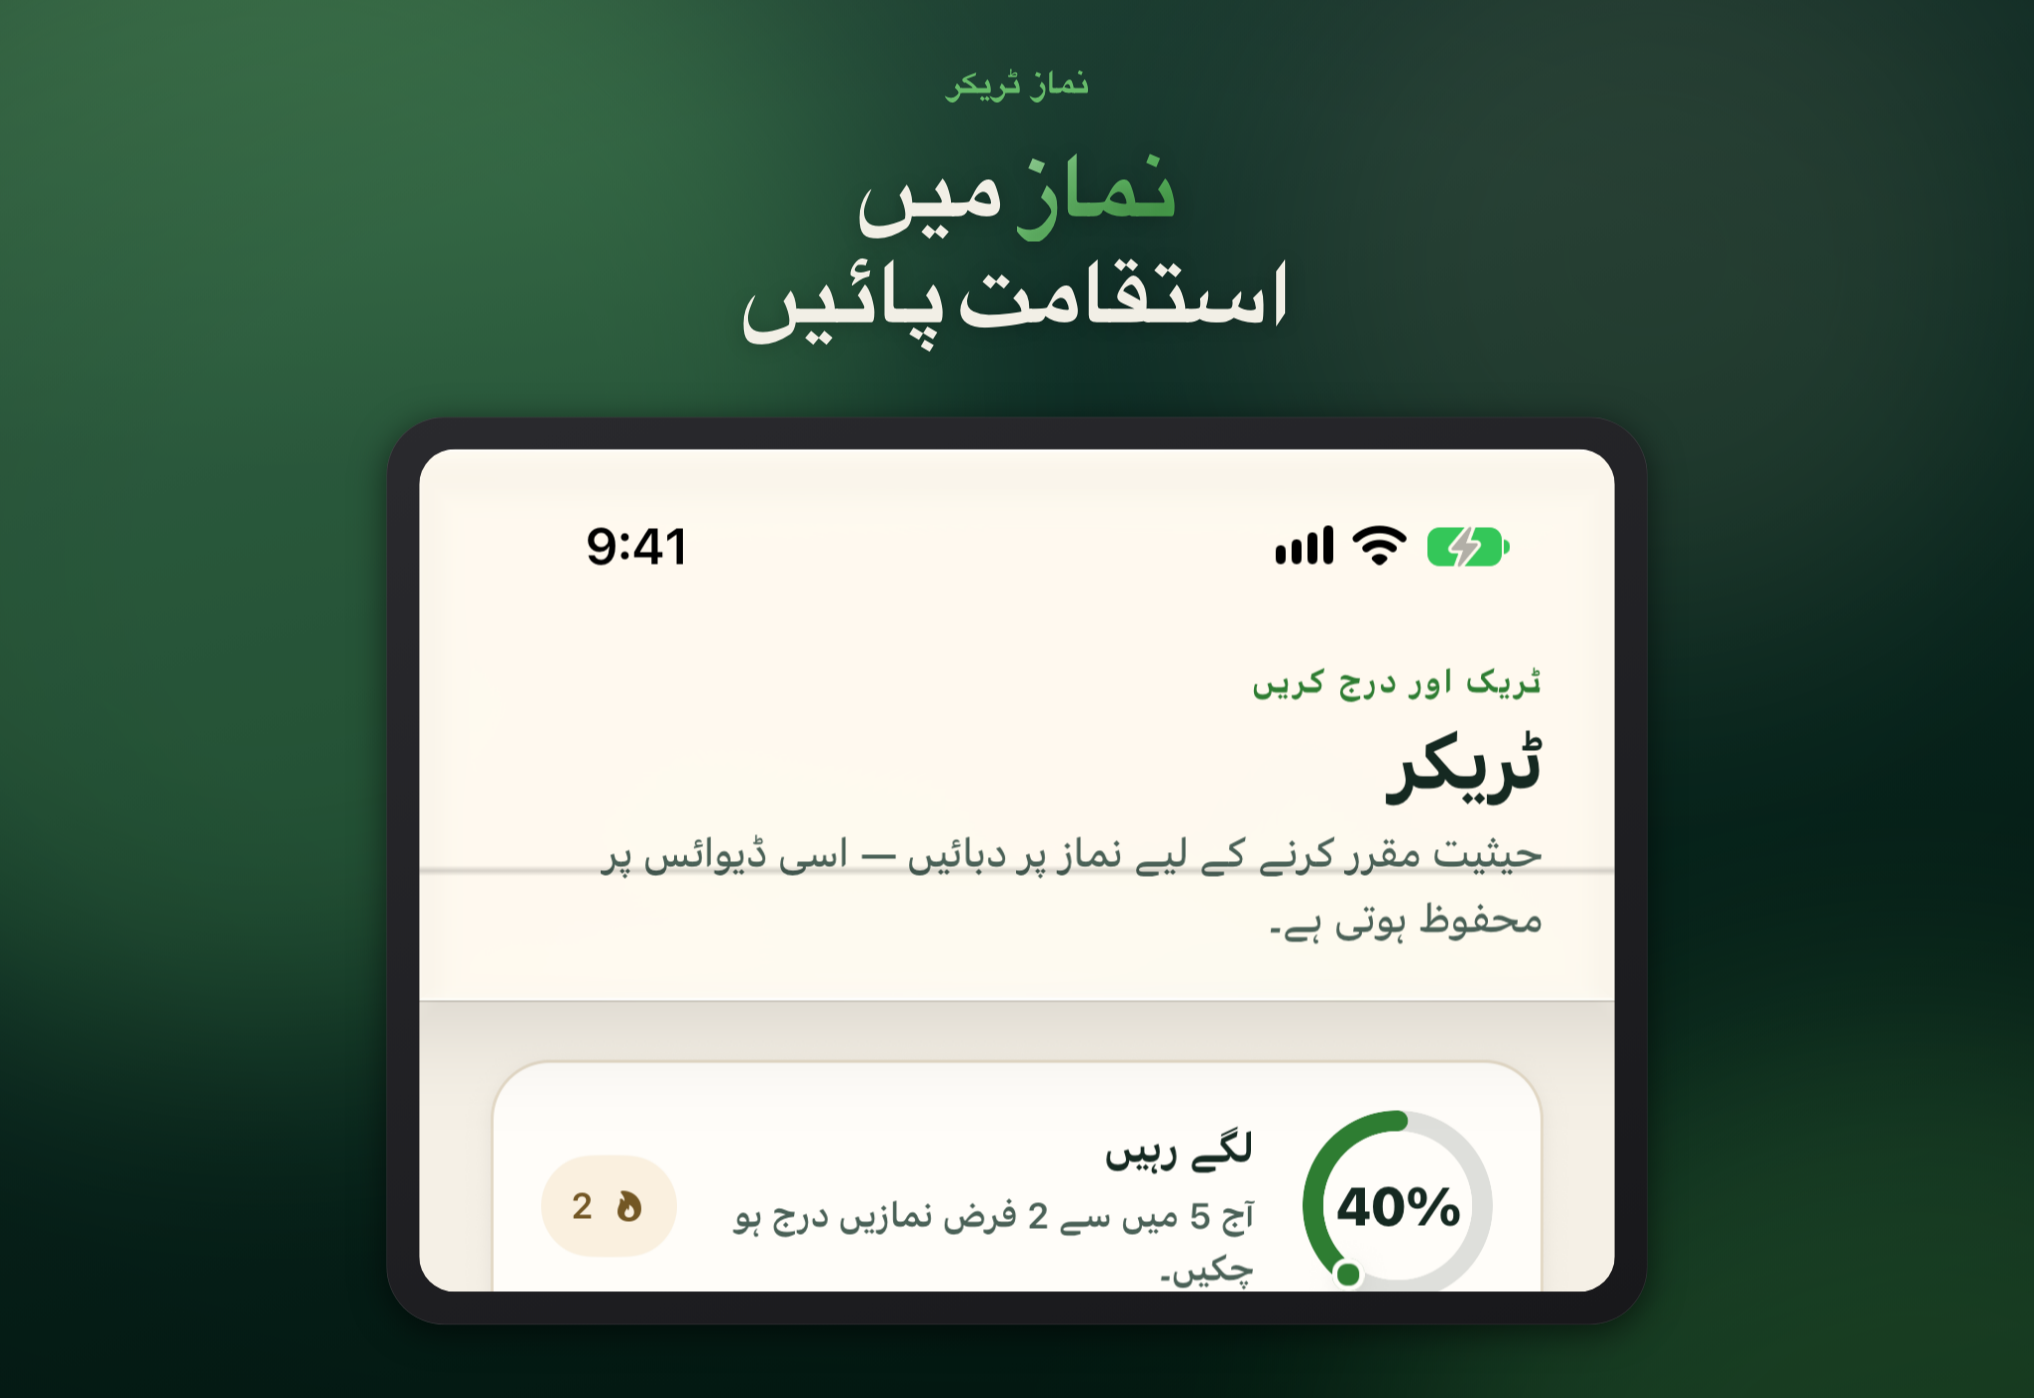 نماز ٹریکر
نماز میں
استقامت پائیں
9:41
ٹریک اور درج کریں
ٹریکر
حیثیت مقرر کرنے کے لیے نماز پر دبائیں — اسی ڈیوائس پر
محفوظ ہوتی ہے۔
40%
لگے رہیں
آج 5 میں سے 2 فرض نمازیں درج ہو
چکیں۔
2